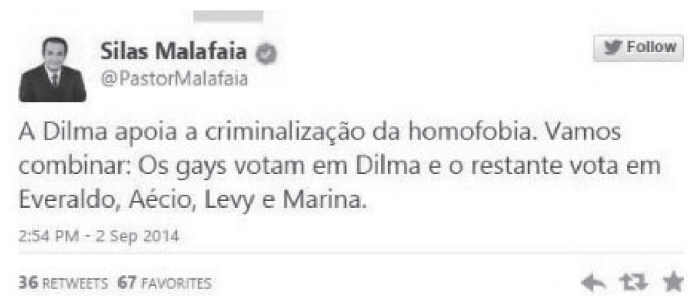 Silas Malafaia
Follow
@PastorMalafaia
A Dilma apoia a criminalização da homofobia. Vamos
combinar: Os gays votam em Dilma e o restante vota em
Everaldo, Aécio, Levy e Marina.
2:54 PM - 2 Sep 2014
36 RETWEETS 67 FAVORITES